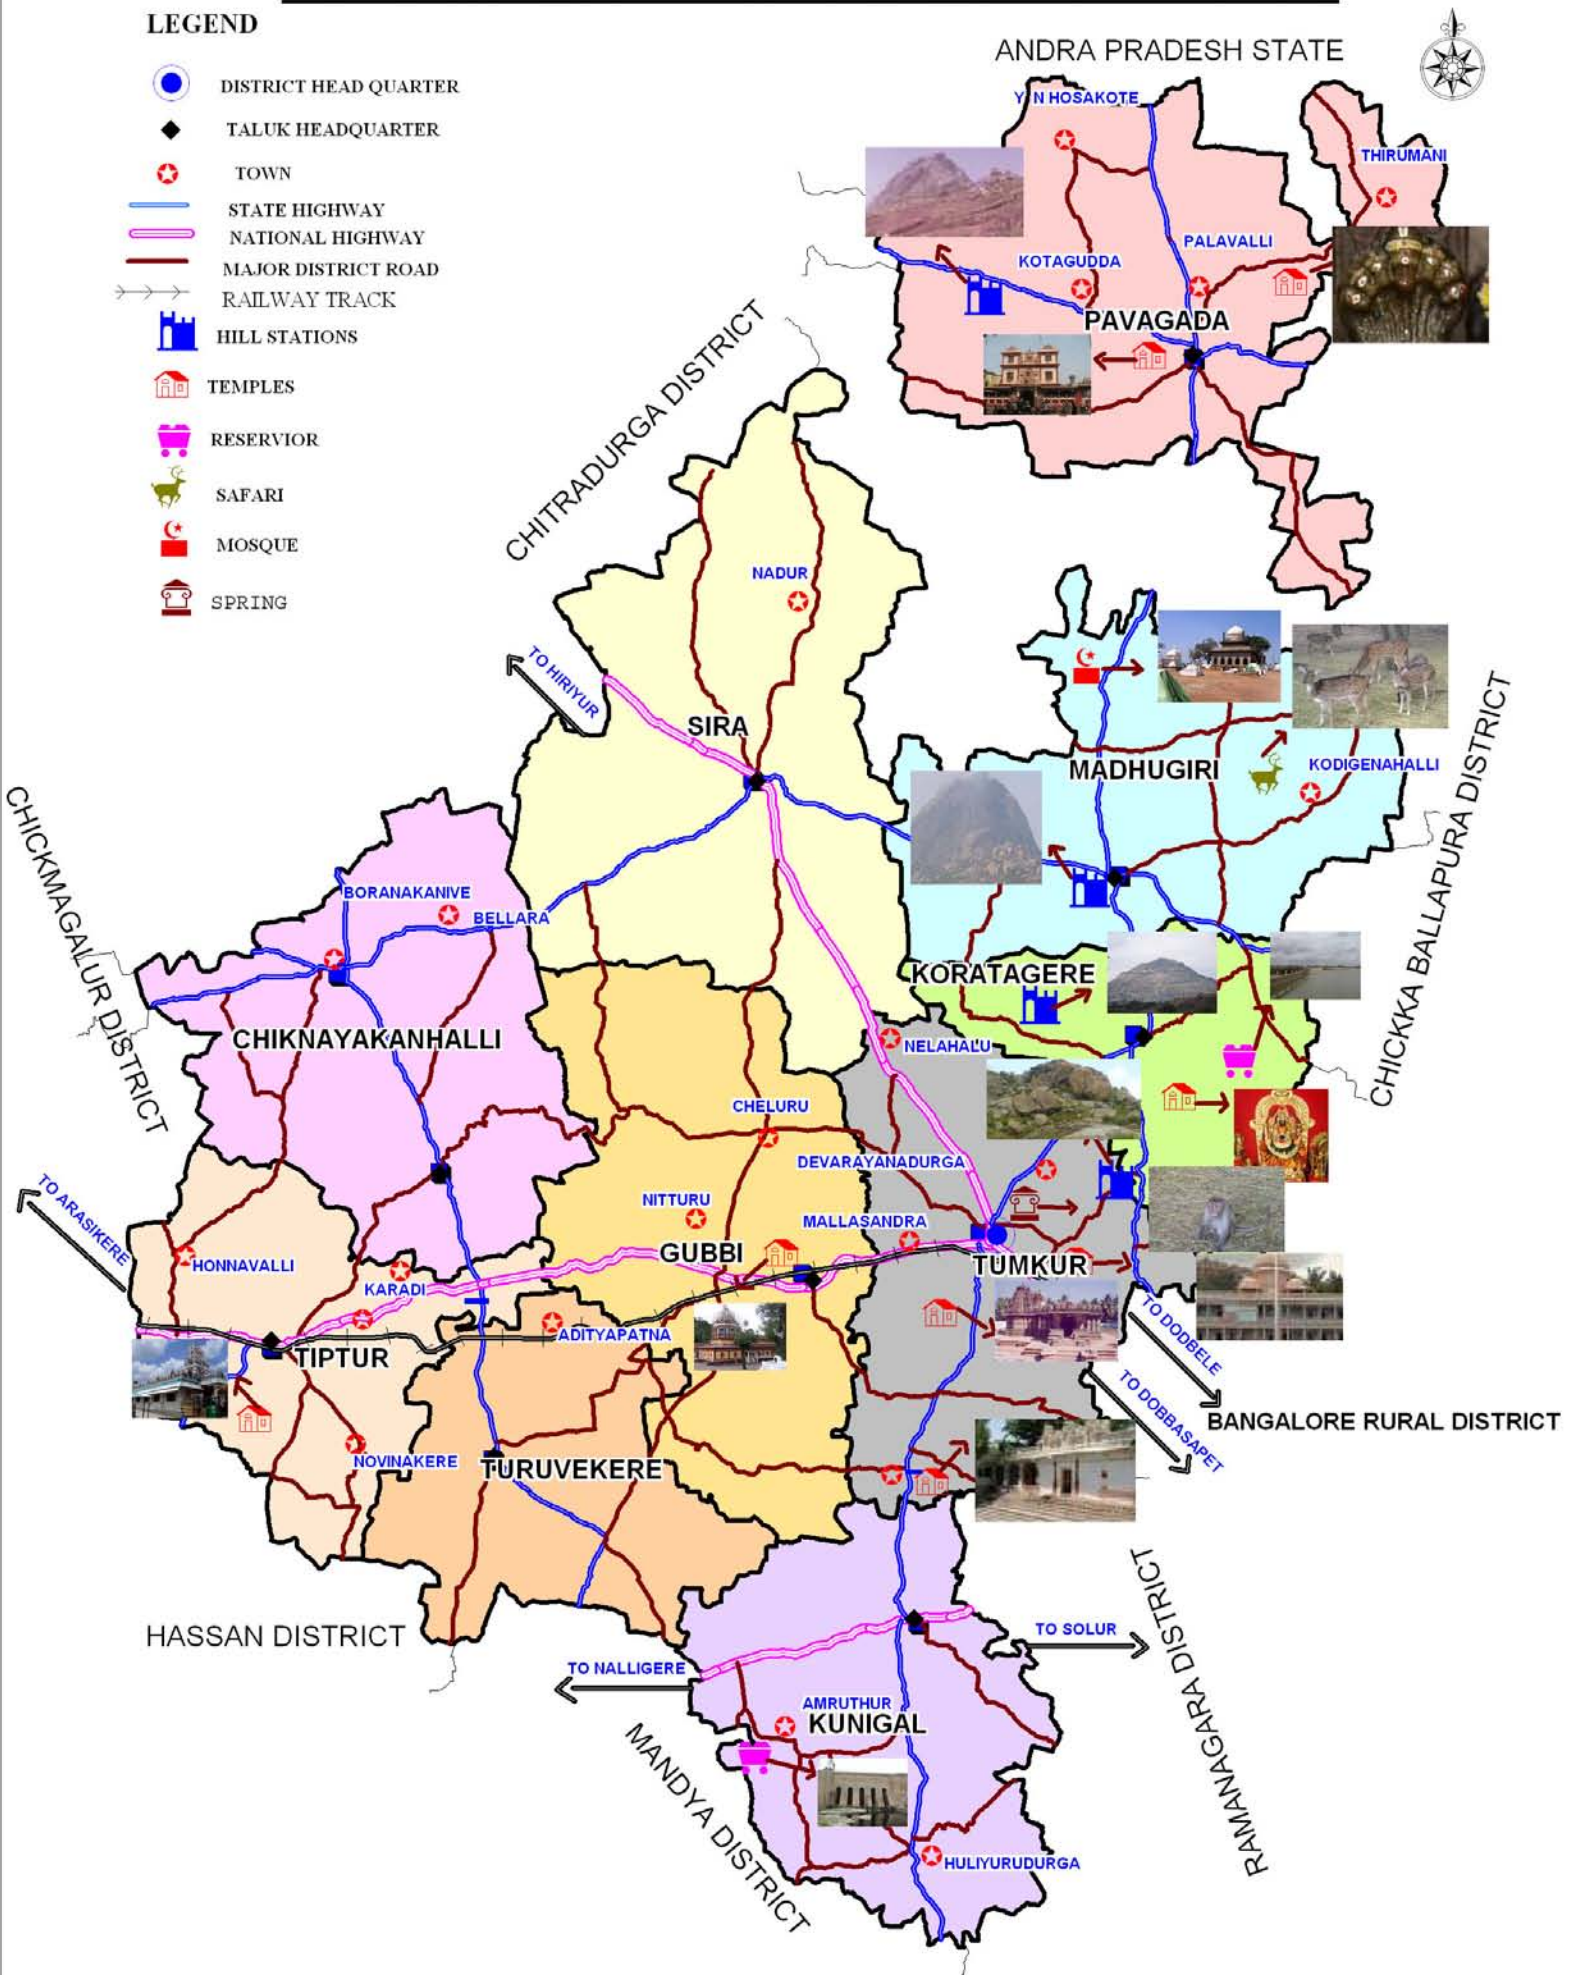 LEGEND
DISTRICT HEAD QUARTER
TALUK HEADQUARTER
TOWN
STATE HIGHWAY
NATIONAL HIGHWAY
MAJOR DISTRICT ROAD
RAILWAY TRACK
HILL STATIONS
TEMPLES
RESERVIOR
SAFARI
MOSQUE
SPRING
ANDRA PRADESH STATE
Y N HOSAKOTE
THIRUMANI
PALAVALLI
KOTAGUDDA
PAVAGADA
CHITRADURGA DISTRICT
NADUR
TO HIRIYUR
SIRA
MADHUGIRI
KODIGENAHALLI
CHICKKA BALLAPURA DISTRICT
CHICKMAGALUR DISTRICT
BORANAKANIVE
BELLARA
KORATAGERE
CHIKNAYAKANHALLI
NELAHALU
CHELURU
DEVARAYANADURGA
TO ARASIKERE
NITTURU
MALLASANDRA
GUBBI
TUMKUR
HONNAVALLI
KARADI
ADITYAPATNA
TIPTUR
TO DODBELE
TO DOBBASAPET
BANGALORE RURAL DISTRICT
NOVINAKERE
TURUVEKERE
HASSAN DISTRICT
TO SOLUR
TO NALLIGERE
RAMANAGARA DISTRICT
AMRUTHUR
KUNIGAL
MANDYA DISTRICT
HULIYURUDURGA